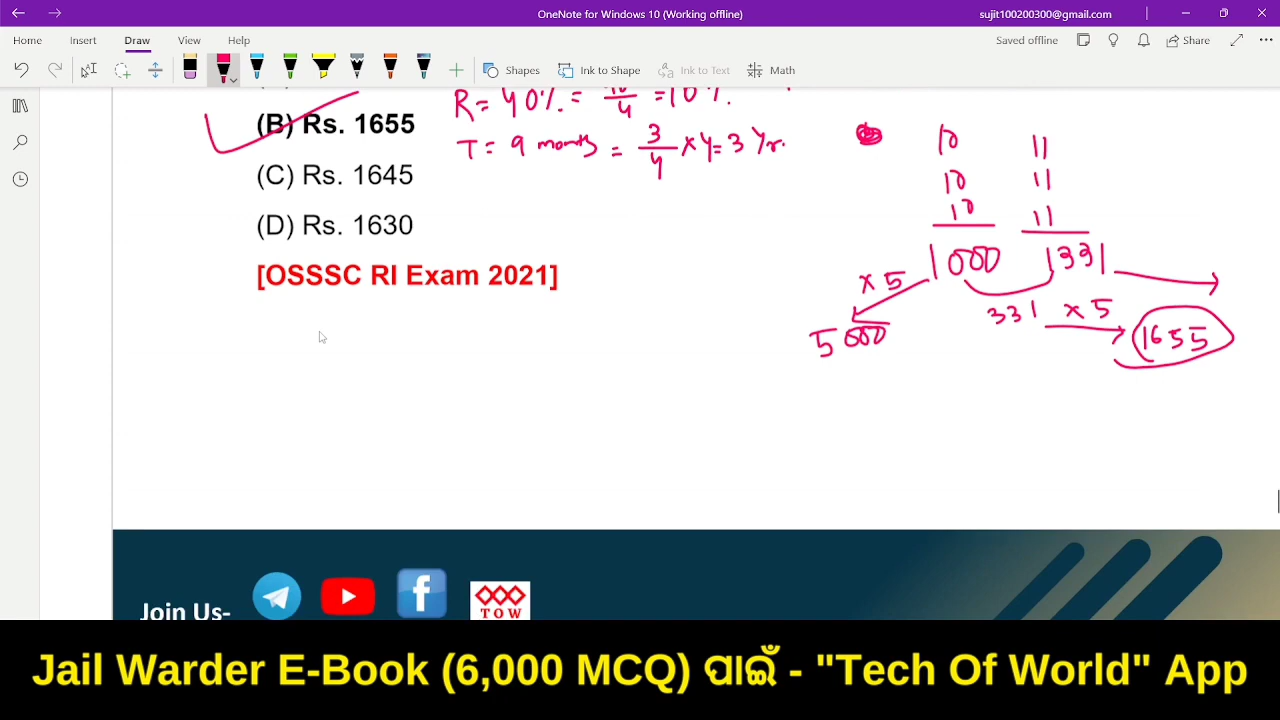 OneNote for Windows 10 (Working offline)
sujit100200300@gmail.com
Home Insert Draw View Help
Saved offline
Share
Shapes
Ink to Shape
Ink to Text
Math
R = 40% = 40/4 = 10%.
(B) Rs. 1655
T = 9 months = 3/4 x 4 = 3 Yr.
(C) Rs. 1645
(D) Rs. 1630
[OSSSC RI Exam 2021]
10 11
10 11
10 11
1000 1331
x 5
331 x 5
5000
1655
Join Us-
TOW
Jail Warder E-Book (6,000 MCQ) ପାଇଁ - "Tech Of World" App